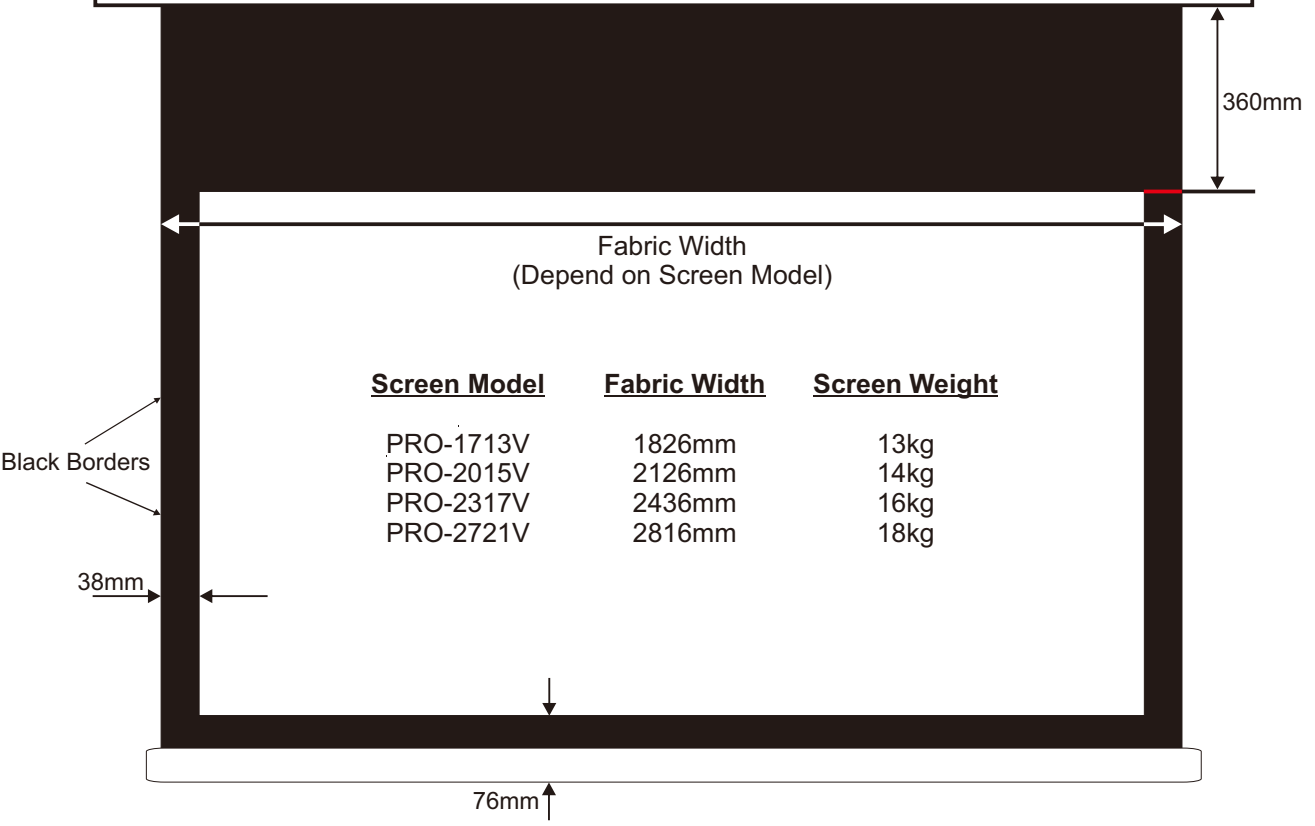 360mm
Fabric Width
(Depend on Screen Model)
Screen Model Fabric Width Screen Weight
PRO-1713V 1826mm 13kg
PRO-2015V 2126mm 14kg
PRO-2317V 2436mm 16kg
PRO-2721V 2816mm 18kg
Black Borders
38mm
76mm